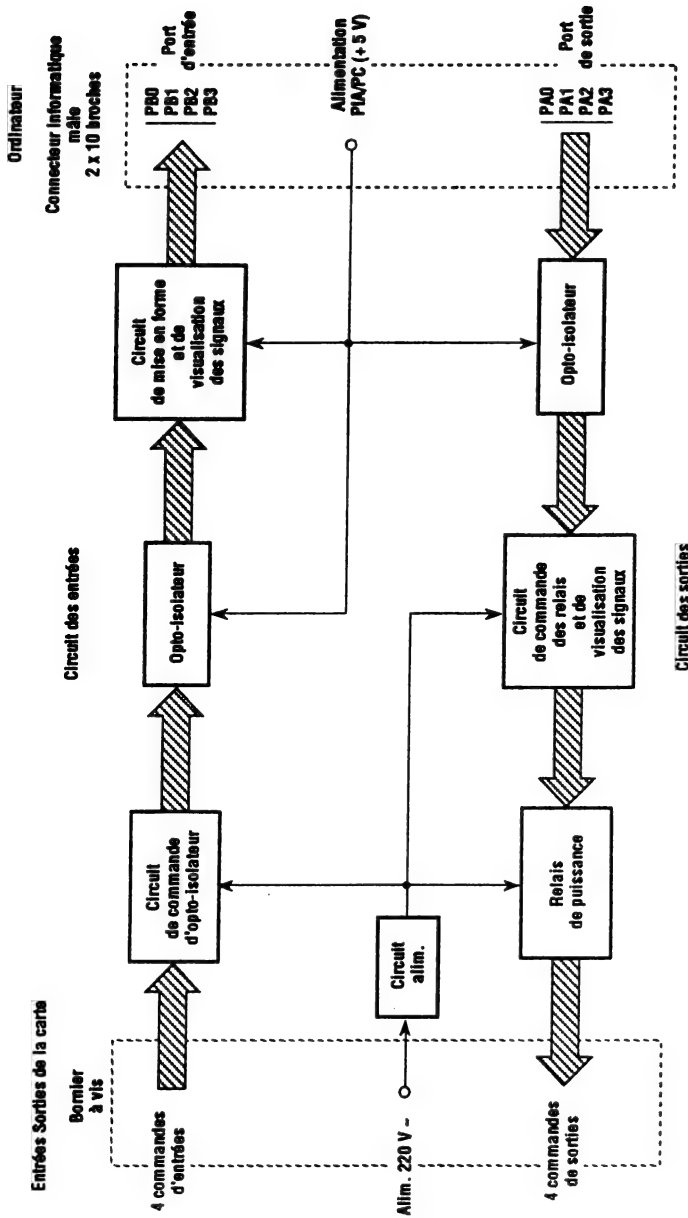 Entrées Sorties de la carte
Bornier
à vis
4 commandes
d'entrées
Alim. 220 V ~
4 commandes
de sorties
Circuit
de commande
d'opto-isolateur
Circuit
alim.
Relais
de puissance
Circuit des entrées
Opto-isolateur
Circuit
de commande
des relais
et de
visualisation
des signaux
Circuit des sorties
Circuit
de mise en forme
et de
visualisation
des signaux
Opto-isolateur
Ordinateur
Connecteur informatique
mâle
2 x 10 broches
PB0
PB1
PB2
PB3
Port
d'entrée
Alimentation
PIA/PC (+ 5 V)
PA0
PA1
PA2
PA3
Port
de sortie